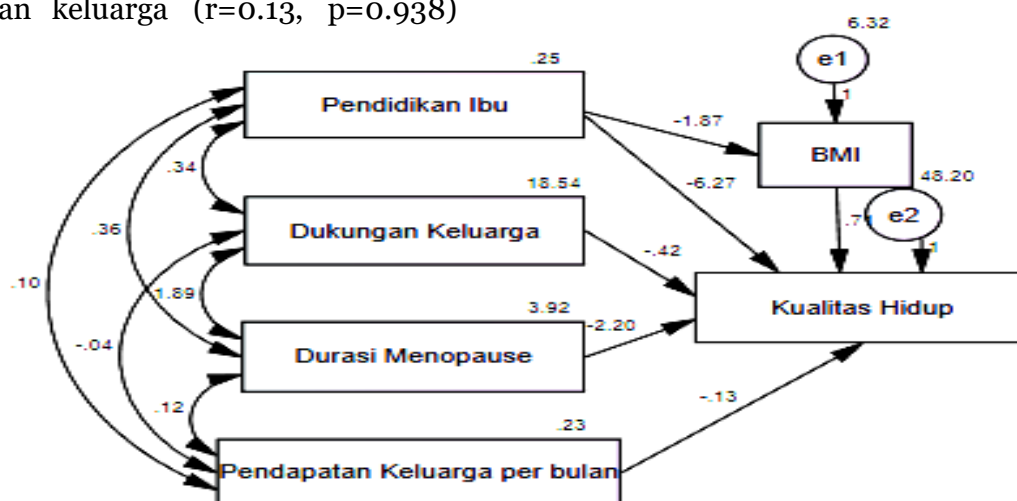 an keluarga (r=0.13, p=0.938)
6.32
e1
1
.25
Pendidikan Ibu
-1.87
BMI
.34
-6.27
48.20
18.54
e2
.71
1
Dukungan Keluarga
-.42
.36
.10
1.89
Kualitas Hidup
3.92
-2.20
Durasi Menopause
-.04
.12
-.13
.23
Pendapatan Keluarga per bulan